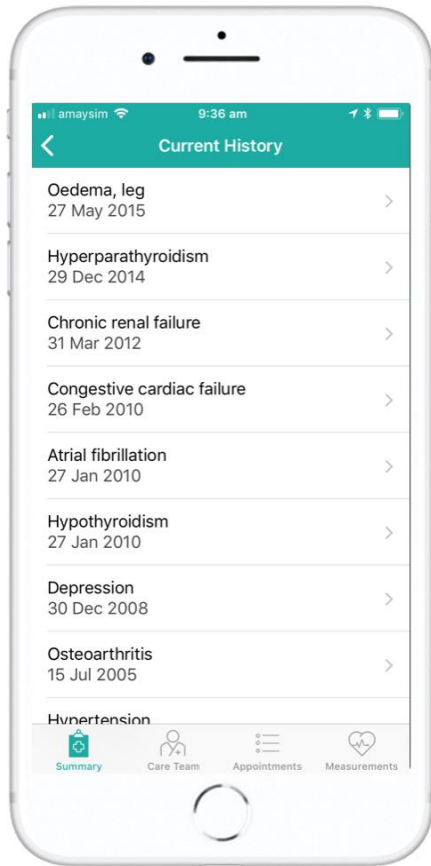 amaysim 9:36 am
Current History
Oedema, leg
27 May 2015
Hyperparathyroidism
29 Dec 2014
Chronic renal failure
31 Mar 2012
Congestive cardiac failure
26 Feb 2010
Atrial fibrillation
27 Jan 2010
Hypothyroidism
27 Jan 2010
Depression
30 Dec 2008
Osteoarthritis
15 Jul 2005
Hypertension
Summary Care Team Appointments Measurements